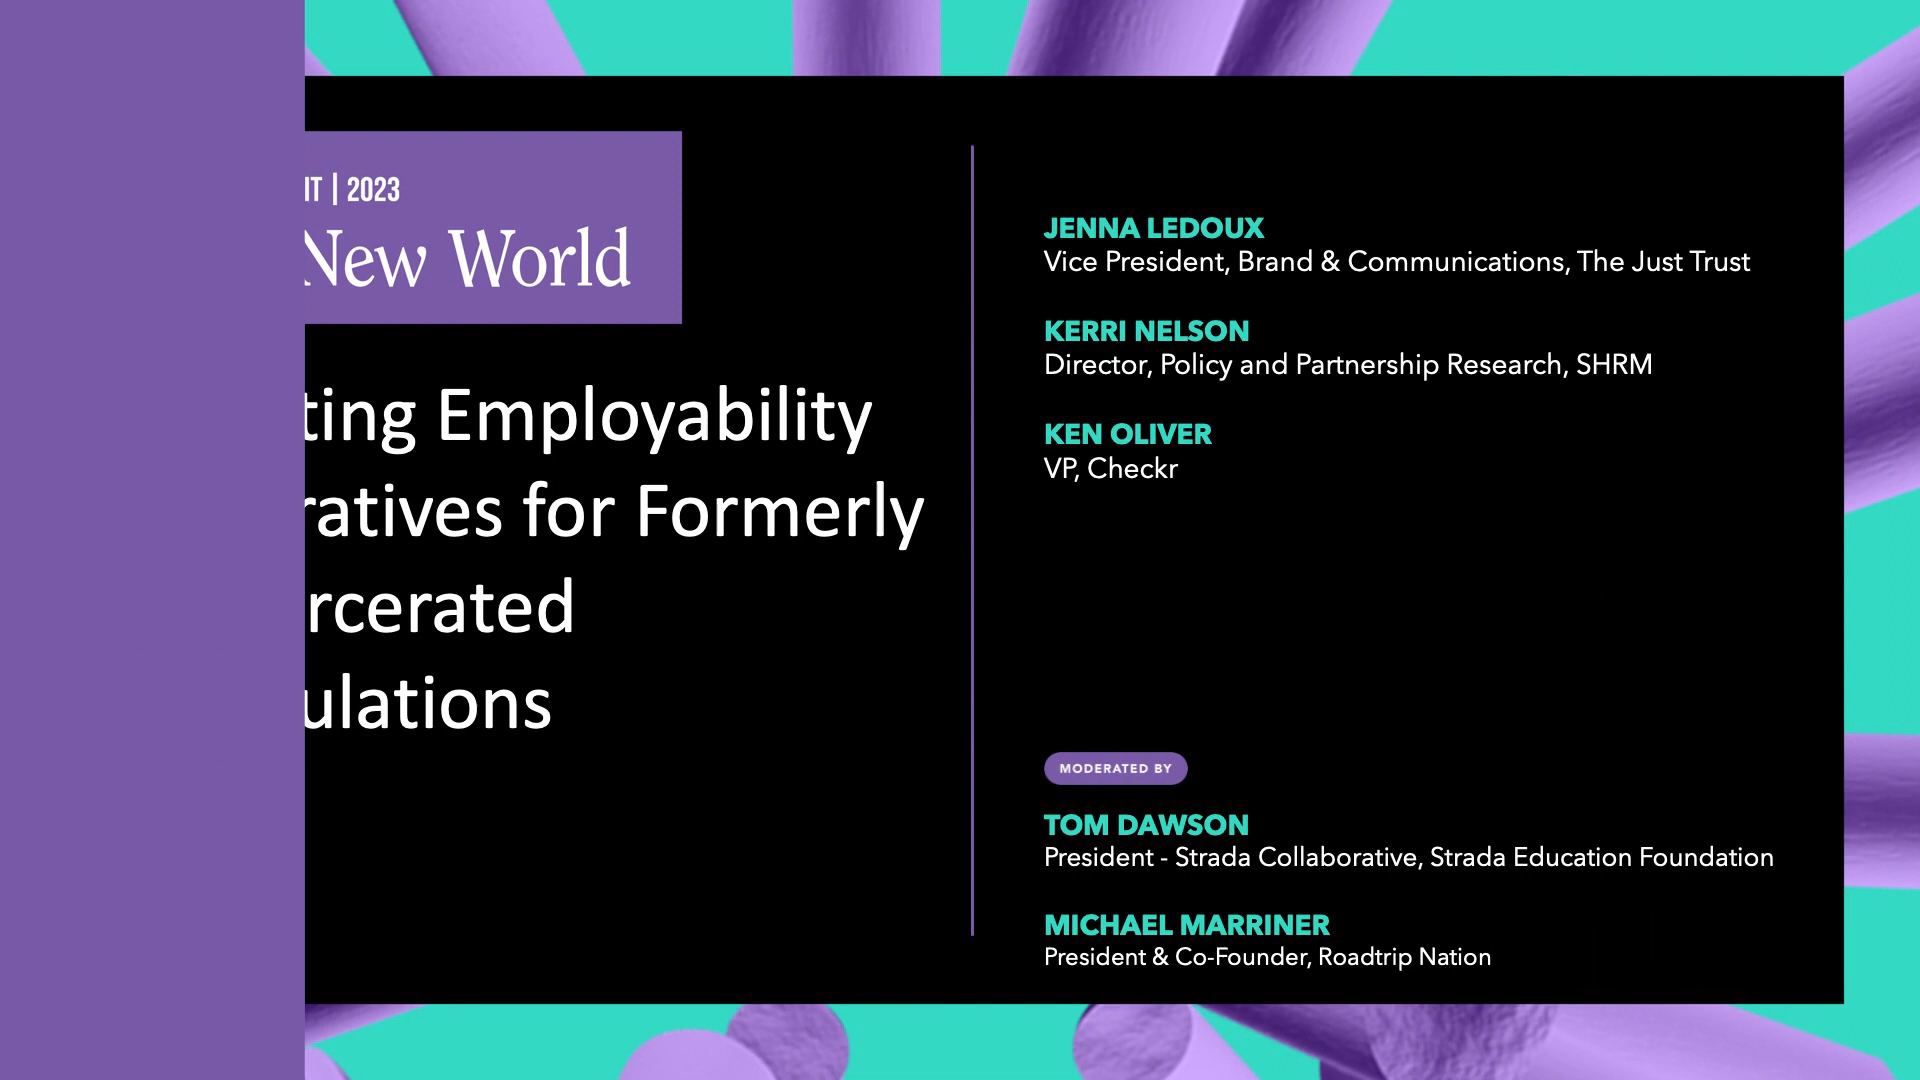 IT | 2023
New World
ting Employability
ratives for Formerly
rcerated
ulations
JENNA LEDOUX
Vice President, Brand & Communications, The Just Trust
KERRI NELSON
Director, Policy and Partnership Research, SHRM
KEN OLIVER
VP, Checkr
MODERATED BY
TOM DAWSON
President - Strada Collaborative, Strada Education Foundation
MICHAEL MARRINER
President & Co-Founder, Roadtrip Nation